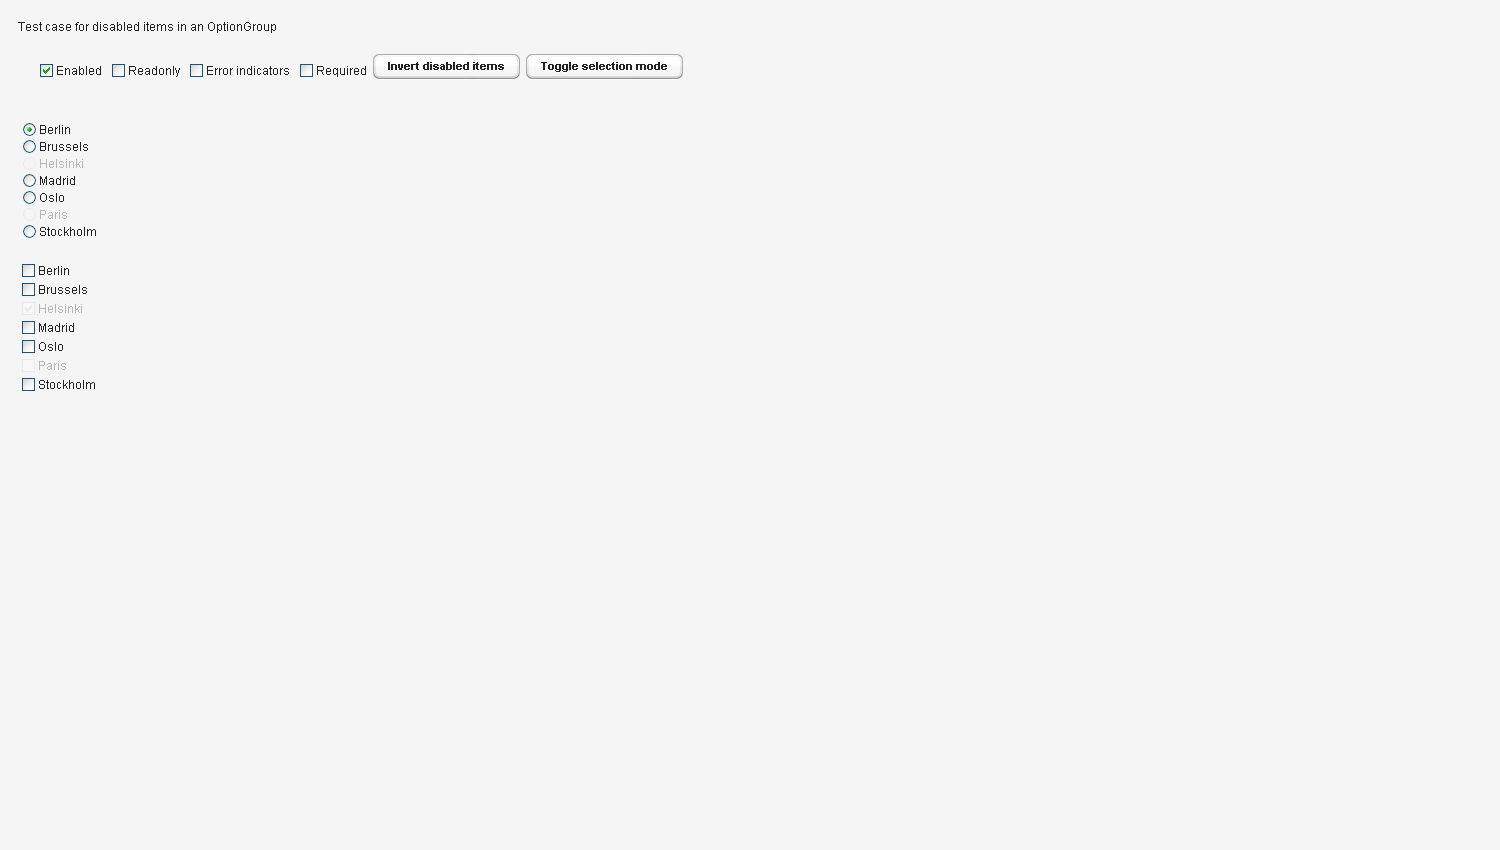 Test case for disabled items in an OptionGroup
Enabled Readonly Error indicators Required Invert disabled items Toggle selection mode
Berlin
Brussels
Helsinki
Madrid
Oslo
Paris
Stockholm
Berlin
Brussels
Helsinki
Madrid
Oslo
Paris
Stockholm